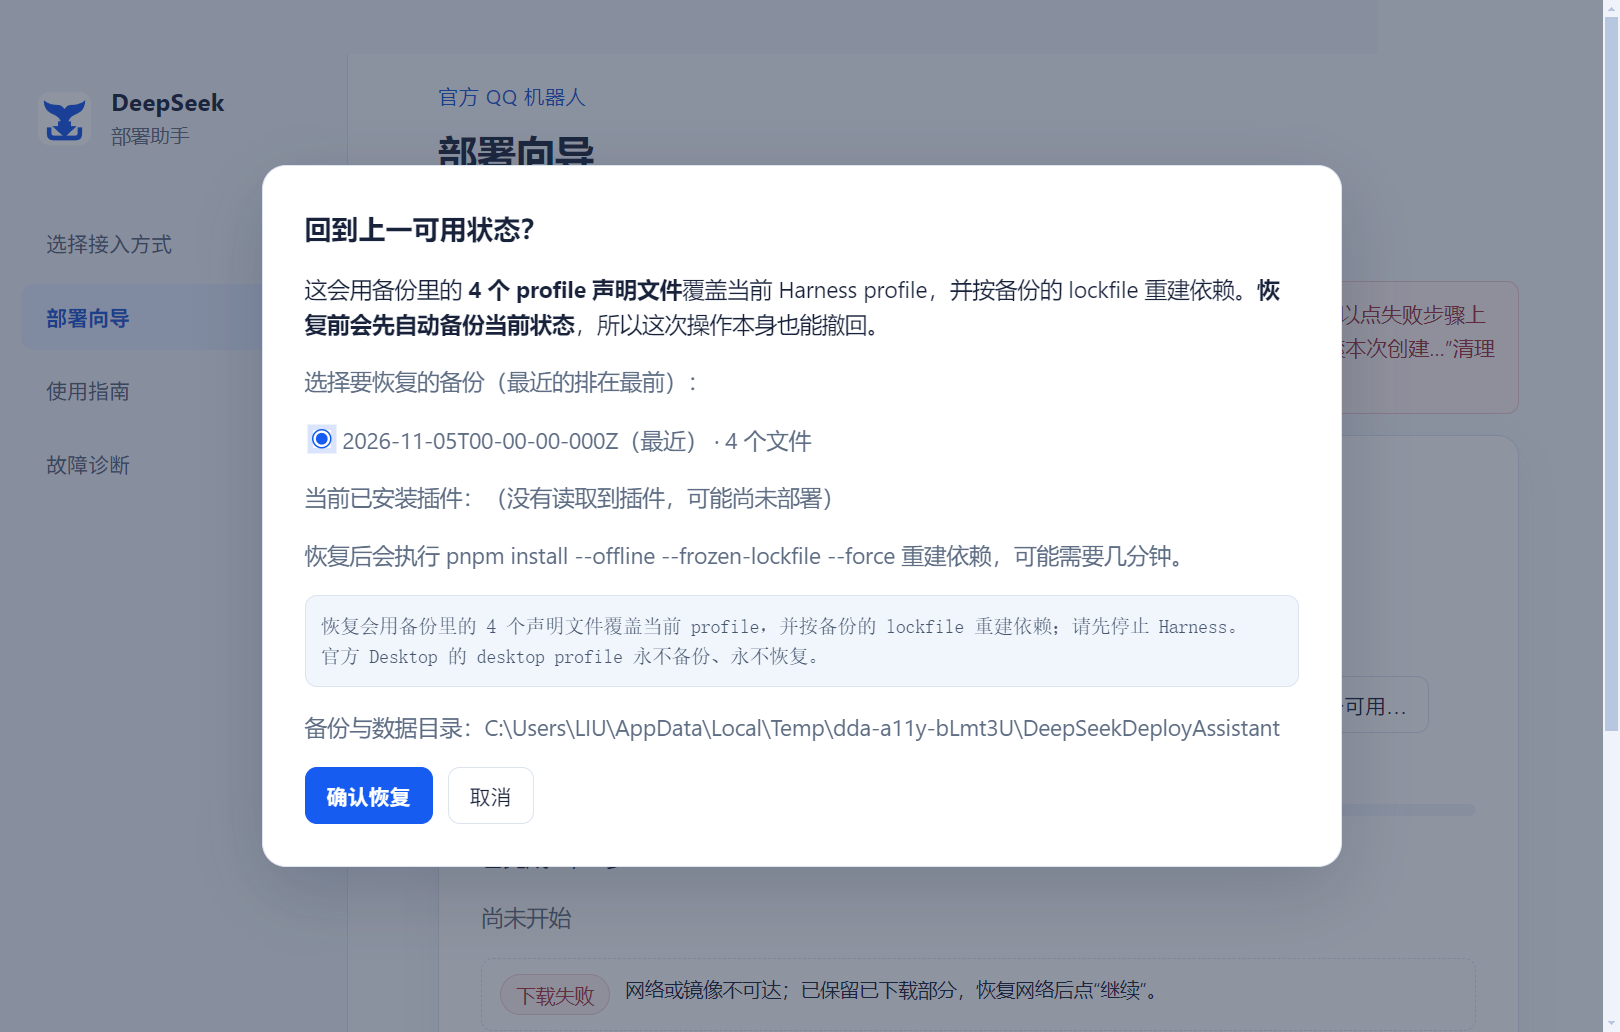 DeepSeek
部署助手
选择接入方式
部署向导
使用指南
故障诊断
官方 QQ 机器人
部署向导
以点失败步骤上
本次创建…”清理
回到上一可用状态？
这会用备份里的 4 个 profile 声明文件覆盖当前 Harness profile，并按备份的 lockfile 重建依赖。恢
复前会先自动备份当前状态，所以这次操作本身也能撤回。
选择要恢复的备份（最近的排在最前）：
2026-11-05T00-00-00-000Z（最近） · 4 个文件
当前已安装插件：（没有读取到插件，可能尚未部署）
恢复后会执行 pnpm install --offline --frozen-lockfile --force 重建依赖，可能需要几分钟。
恢复会用备份里的 4 个声明文件覆盖当前 profile，并按备份的 lockfile 重建依赖；请先停止 Harness。
官方 Desktop 的 desktop profile 永不备份、永不恢复。
可用…
备份与数据目录：C:\Users\LIU\AppData\Local\Temp\dda-a11y-bLmt3U\DeepSeekDeployAssistant
确认恢复
取消
尚未开始
下载失败
网络或镜像不可达；已保留已下载部分，恢复网络后点“继续”。